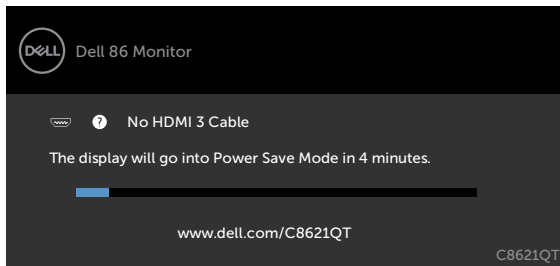 DELL
Dell 86 Monitor
? No HDMI 3 Cable
The display will go into Power Save Mode in 4 minutes.
www.dell.com/C8621QT
C8621QT